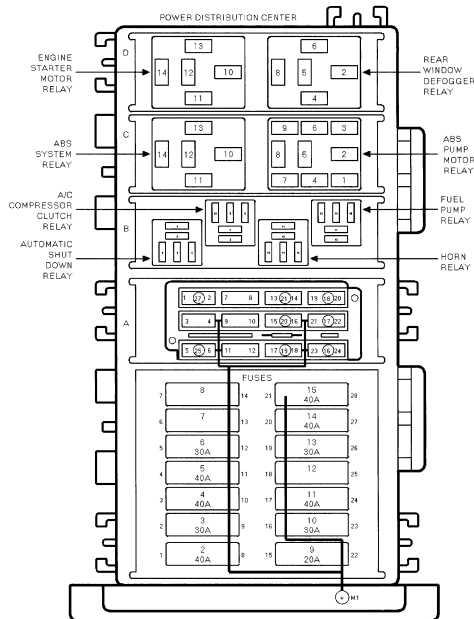 POWER DISTRIBUTION CENTER
D
ENGINE
STARTER
MOTOR
RELAY
13
14 12 10
11
6
8 5 2
4
REAR
WINDOW
DEFOGGER
RELAY
C
ABS
SYSTEM
RELAY
13
14 12 10
11
9 6 3
8 5 2
7 4 1
ABS
PUMP
MOTOR
RELAY
B
A/C
COMPRESSOR
CLUTCH
RELAY
AUTOMATIC
SHUT
DOWN
RELAY
FUEL
PUMP
RELAY
HORN
RELAY
A
1 27 2 7 8 13 21 14 19 18 20
3 4 9 10 15 20 16 21 17 22
5 25 6 11 12 17 19 18 23 16 24
FUSES
7 8 14 21 15 40A 28
6 7 13 20 14 40A 27
5 6 30A 12 19 13 30A 26
4 5 40A 11 18 12 25
3 4 40A 10 17 11 40A 24
2 3 30A 9 16 10 30A 23
1 2 40A 8 15 9 20A 22
M1